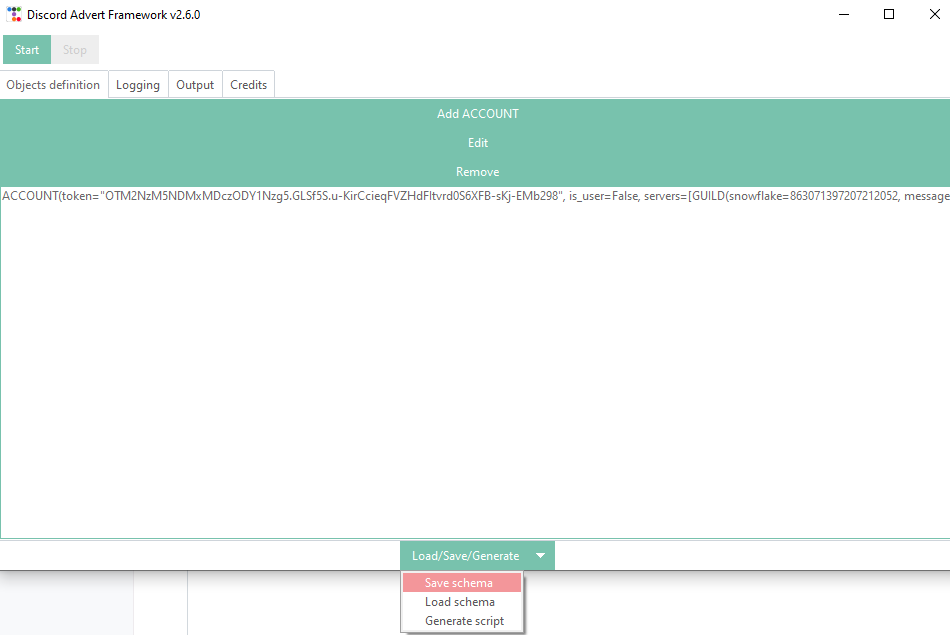 Discord Advert Framework v2.6.0
Start Stop
Objects definition Logging Output Credits
Add ACCOUNT
Edit
Remove
ACCOUNT(token="OTM2NzM5NDMxMDczODY1Nzg5.GLSf5S.u-KirCcieqFVZHdFltvrd0S6XFB-sKj-EMb298", is_user=False, servers=[GUILD(snowflake=863071397207212052, message
Load/Save/Generate
Save schema
Load schema
Generate script